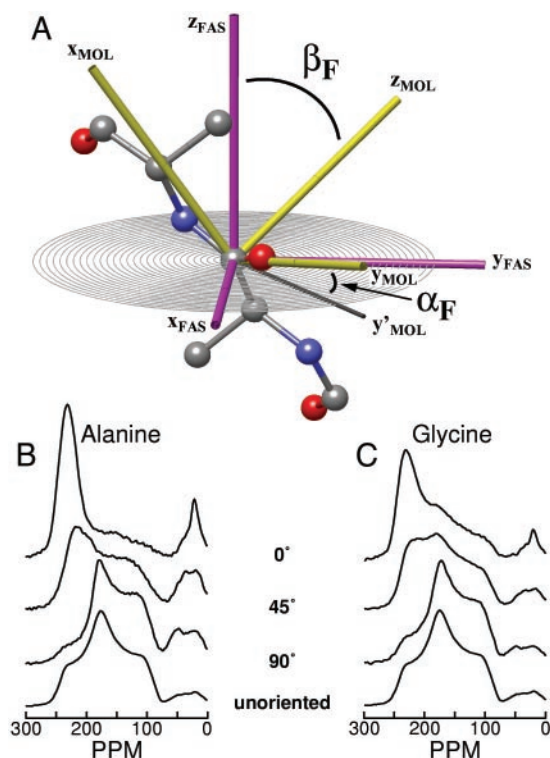 A
z_FAS
x_MOL
β_F
z_MOL
y_FAS
y_MOL
x_FAS
α_F
y'_MOL
B Alanine
C Glycine
0°
45°
90°
unoriented
300 200 100 0
300 200 100 0
PPM
PPM